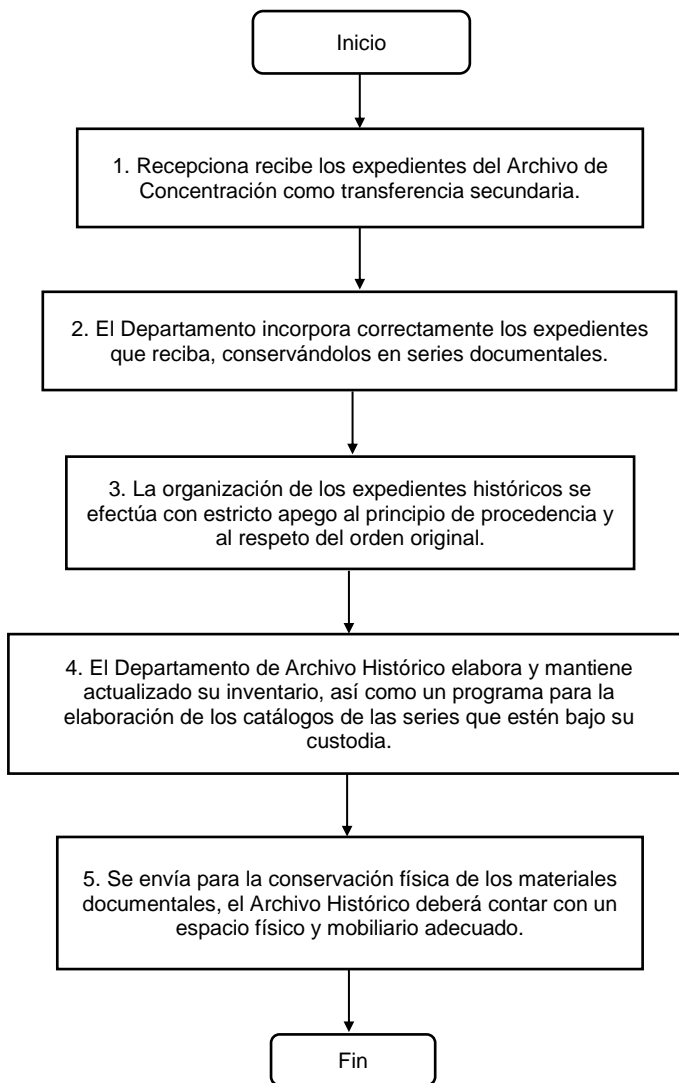 Inicio
1. Recepciona recibe los expedientes del Archivo de
Concentración como transferencia secundaria.
2. El Departamento incorpora correctamente los expedientes
que reciba, conservándolos en series documentales.
3. La organización de los expedientes históricos se
efectúa con estricto apego al principio de procedencia y
al respeto del orden original.
4. El Departamento de Archivo Histórico elabora y mantiene
actualizado su inventario, así como un programa para la
elaboración de los catálogos de las series que estén bajo su
custodia.
5. Se envía para la conservación física de los materiales
documentales, el Archivo Histórico deberá contar con un
espacio físico y mobiliario adecuado.
Fin